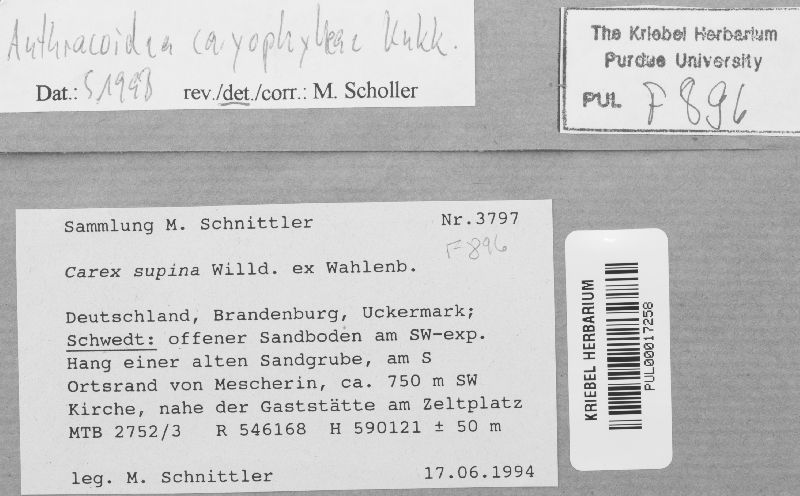 Anthracoidea caryophylleae Kukk.
Dat.: 5 1998 rev./det./corr.: M. Scholler
The Kriebel Herbarium
Purdue University
PUL F 896
Sammlung M. Schnittler Nr.3797
F 896
Carex supina Willd. ex Wahlenb.
Deutschland, Brandenburg, Uckermark;
Schwedt: offener Sandboden am SW-exp.
Hang einer alten Sandgrube, am S
Ortsrand von Mescherin, ca. 750 m SW
Kirche, nahe der Gaststätte am Zeltplatz
MTB 2752/3 R 546168 H 590121 ± 50 m
leg. M. Schnittler 17.06.1994
KRIEBEL HERBARIUM
PUL00017258